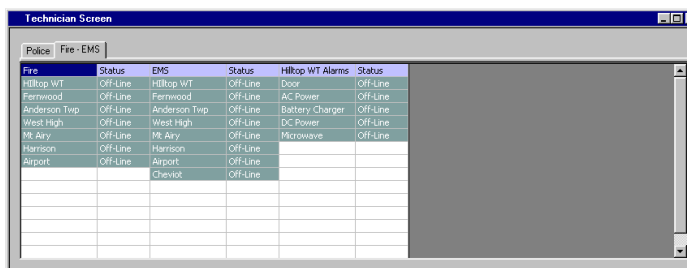 Technician Screen
Police Fire - EMS
Fire Status EMS Status Hilltop WT Alarms Status
Hilltop WT Off-Line Hilltop WT Off-Line Door Off-Line
Fernwood Off-Line Fernwood Off-Line AC Power Off-Line
Anderson Twp Off-Line Anderson Twp Off-Line Battery Charger Off-Line
West High Off-Line West High Off-Line DC Power Off-Line
Mt Airy Off-Line Mt Airy Off-Line Microwave Off-Line
Harrison Off-Line Harrison Off-Line
Airport Off-Line Airport Off-Line
Cheviot Off-Line